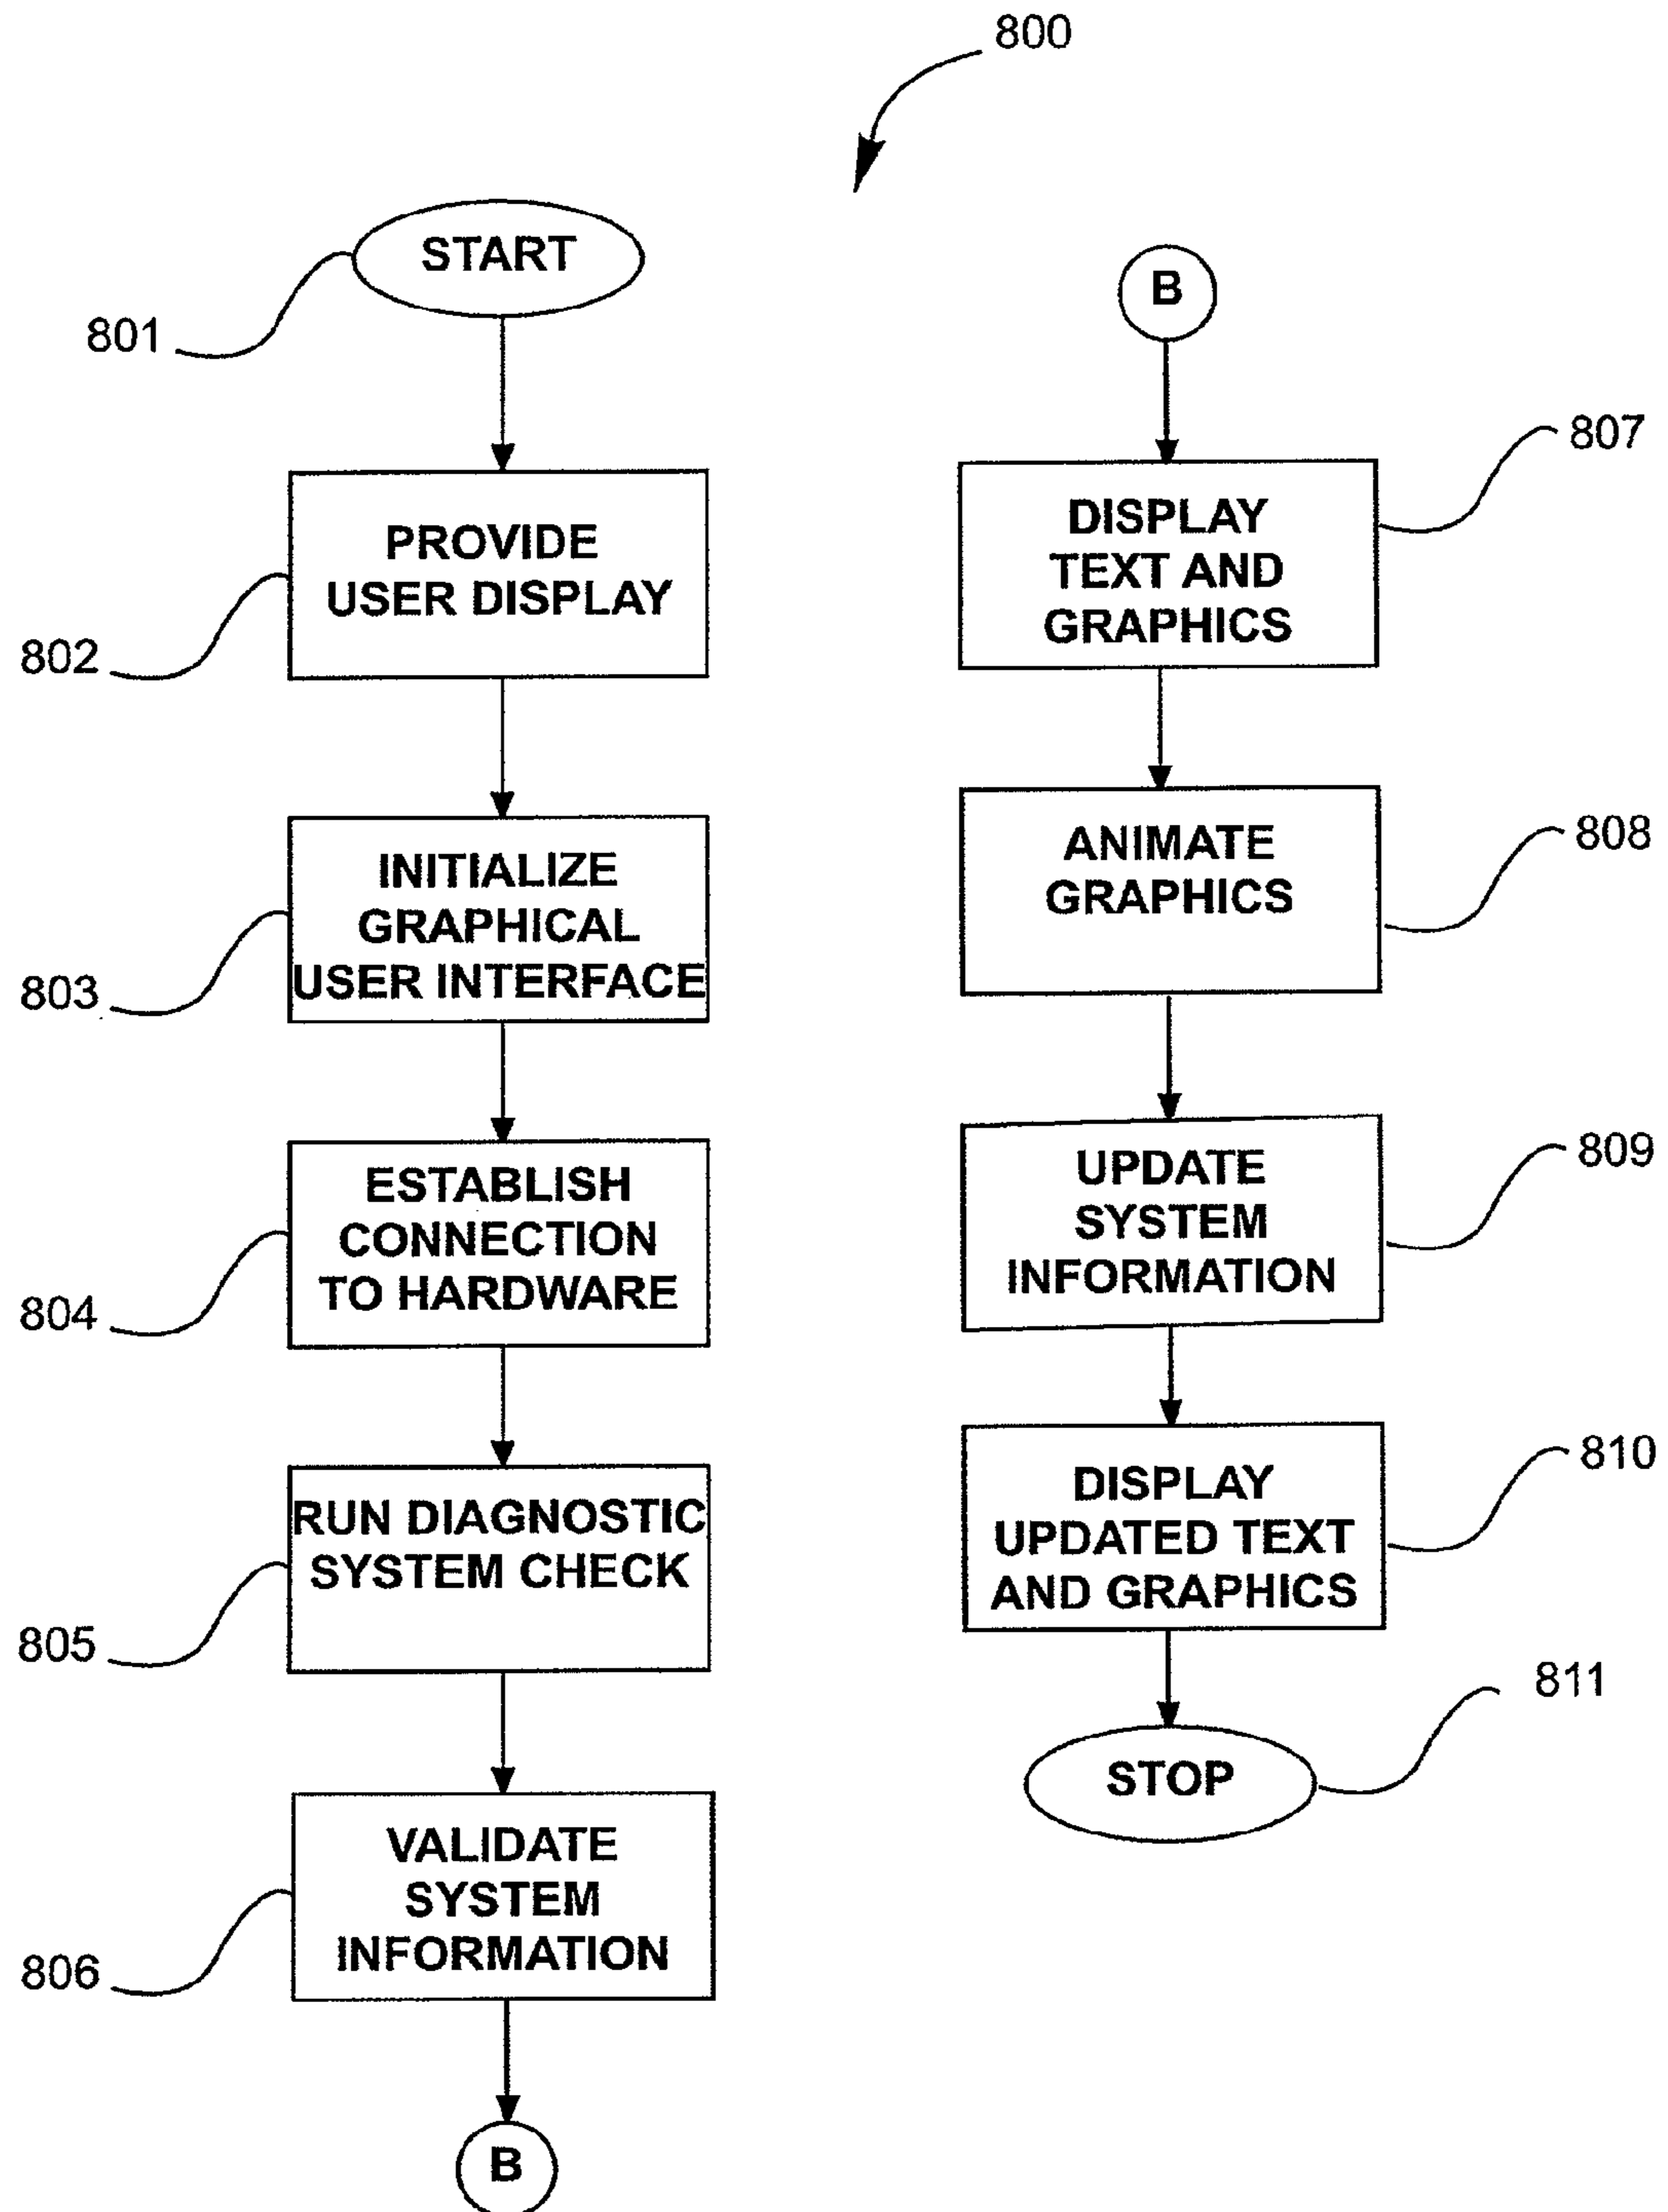 800
START
801
PROVIDE
USER DISPLAY
802
INITIALIZE
GRAPHICAL
USER INTERFACE
803
ESTABLISH
CONNECTION
TO HARDWARE
804
RUN DIAGNOSTIC
SYSTEM CHECK
805
VALIDATE
SYSTEM
INFORMATION
806
B
B
807
DISPLAY
TEXT AND
GRAPHICS
808
ANIMATE
GRAPHICS
809
UPDATE
SYSTEM
INFORMATION
810
DISPLAY
UPDATED TEXT
AND GRAPHICS
811
STOP